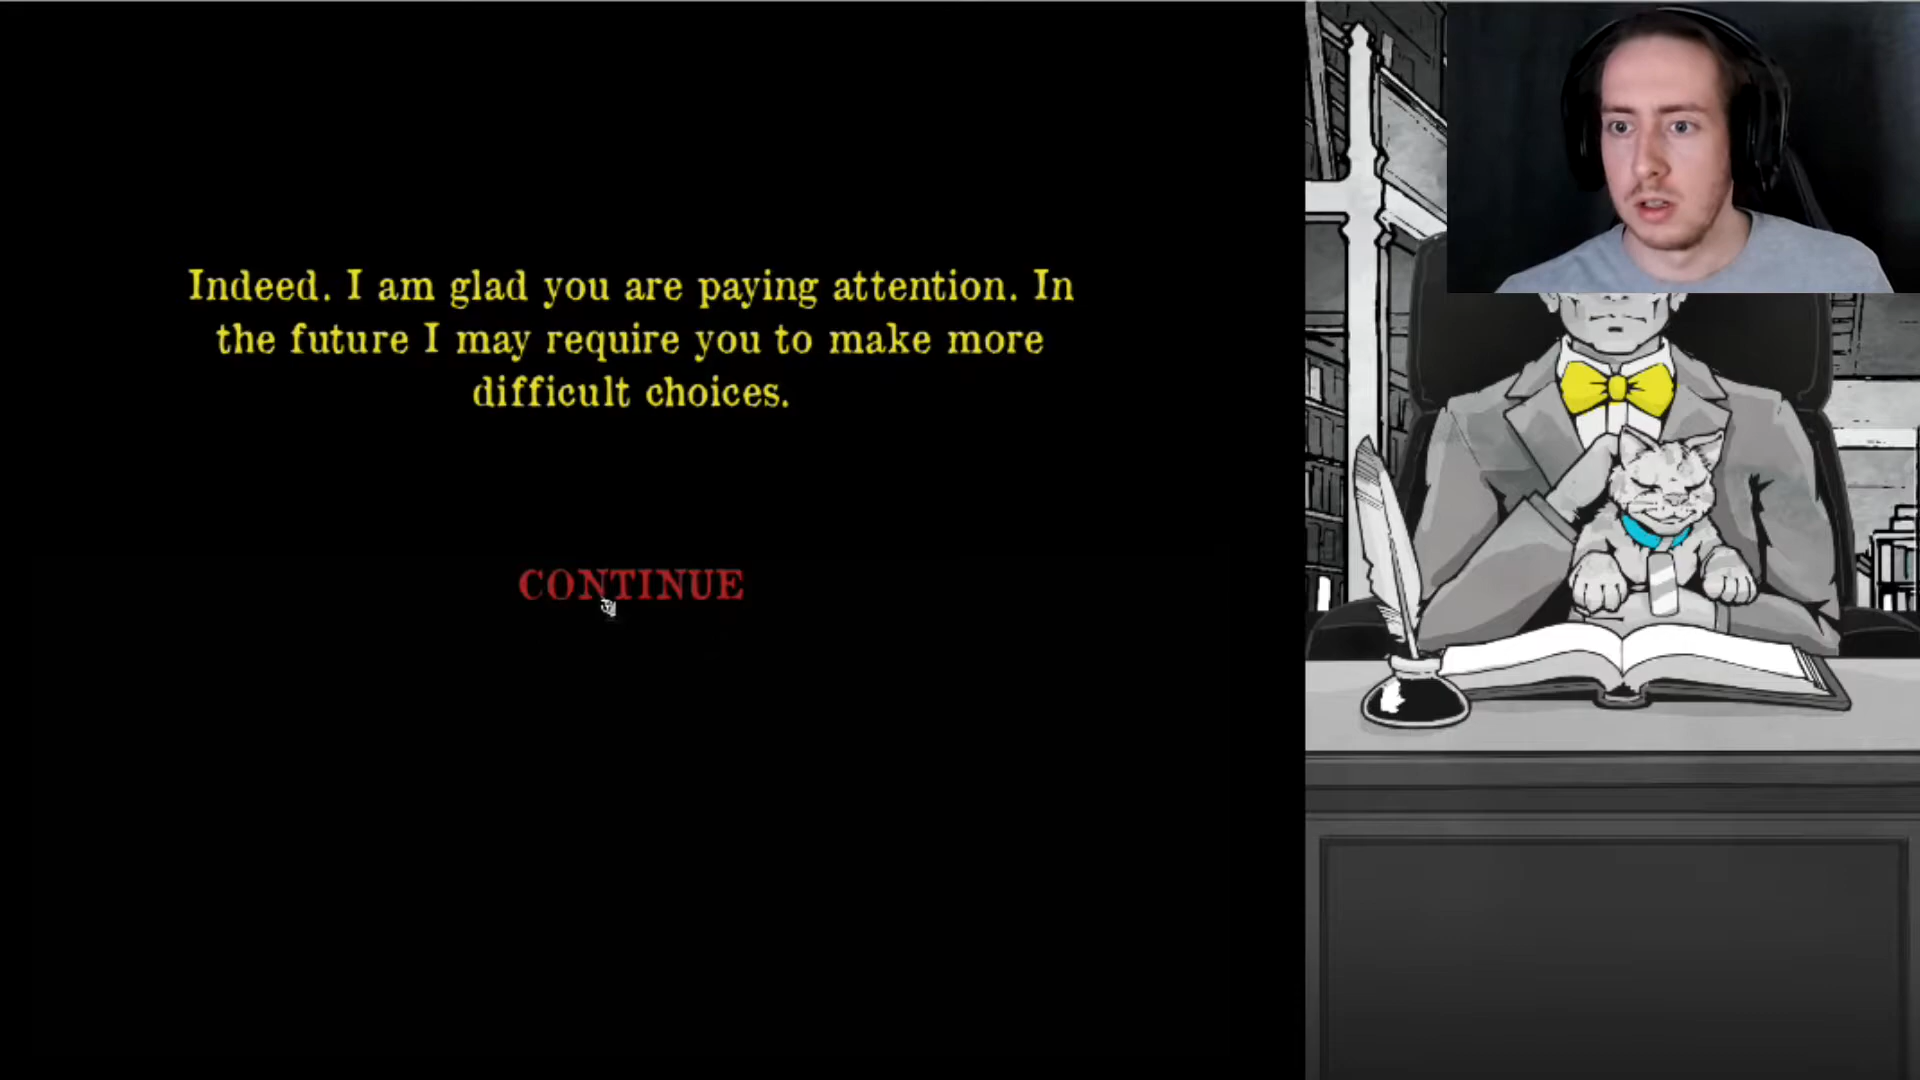 Indeed. I am glad you are paying attention. In
the future I may require you to make more
difficult choices.
CONTINUE